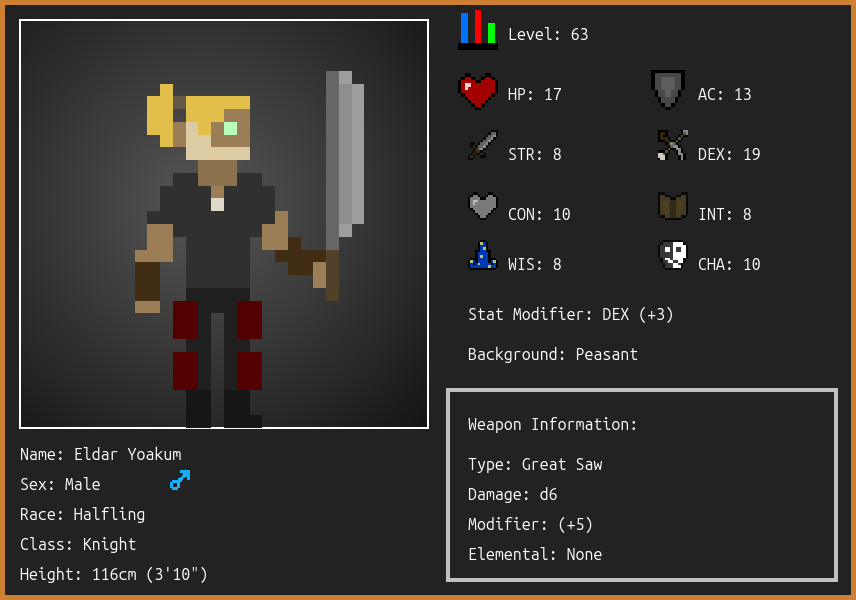 Level: 63
HP: 17
AC: 13
STR: 8
DEX: 19
CON: 10
INT: 8
WIS: 8
CHA: 10
Stat Modifier: DEX (+3)
Background: Peasant
Weapon Information:
Type: Great Saw
Damage: d6
Modifier: (+5)
Elemental: None
Name: Eldar Yoakum
Sex: Male
Race: Halfling
Class: Knight
Height: 116cm (3'10")